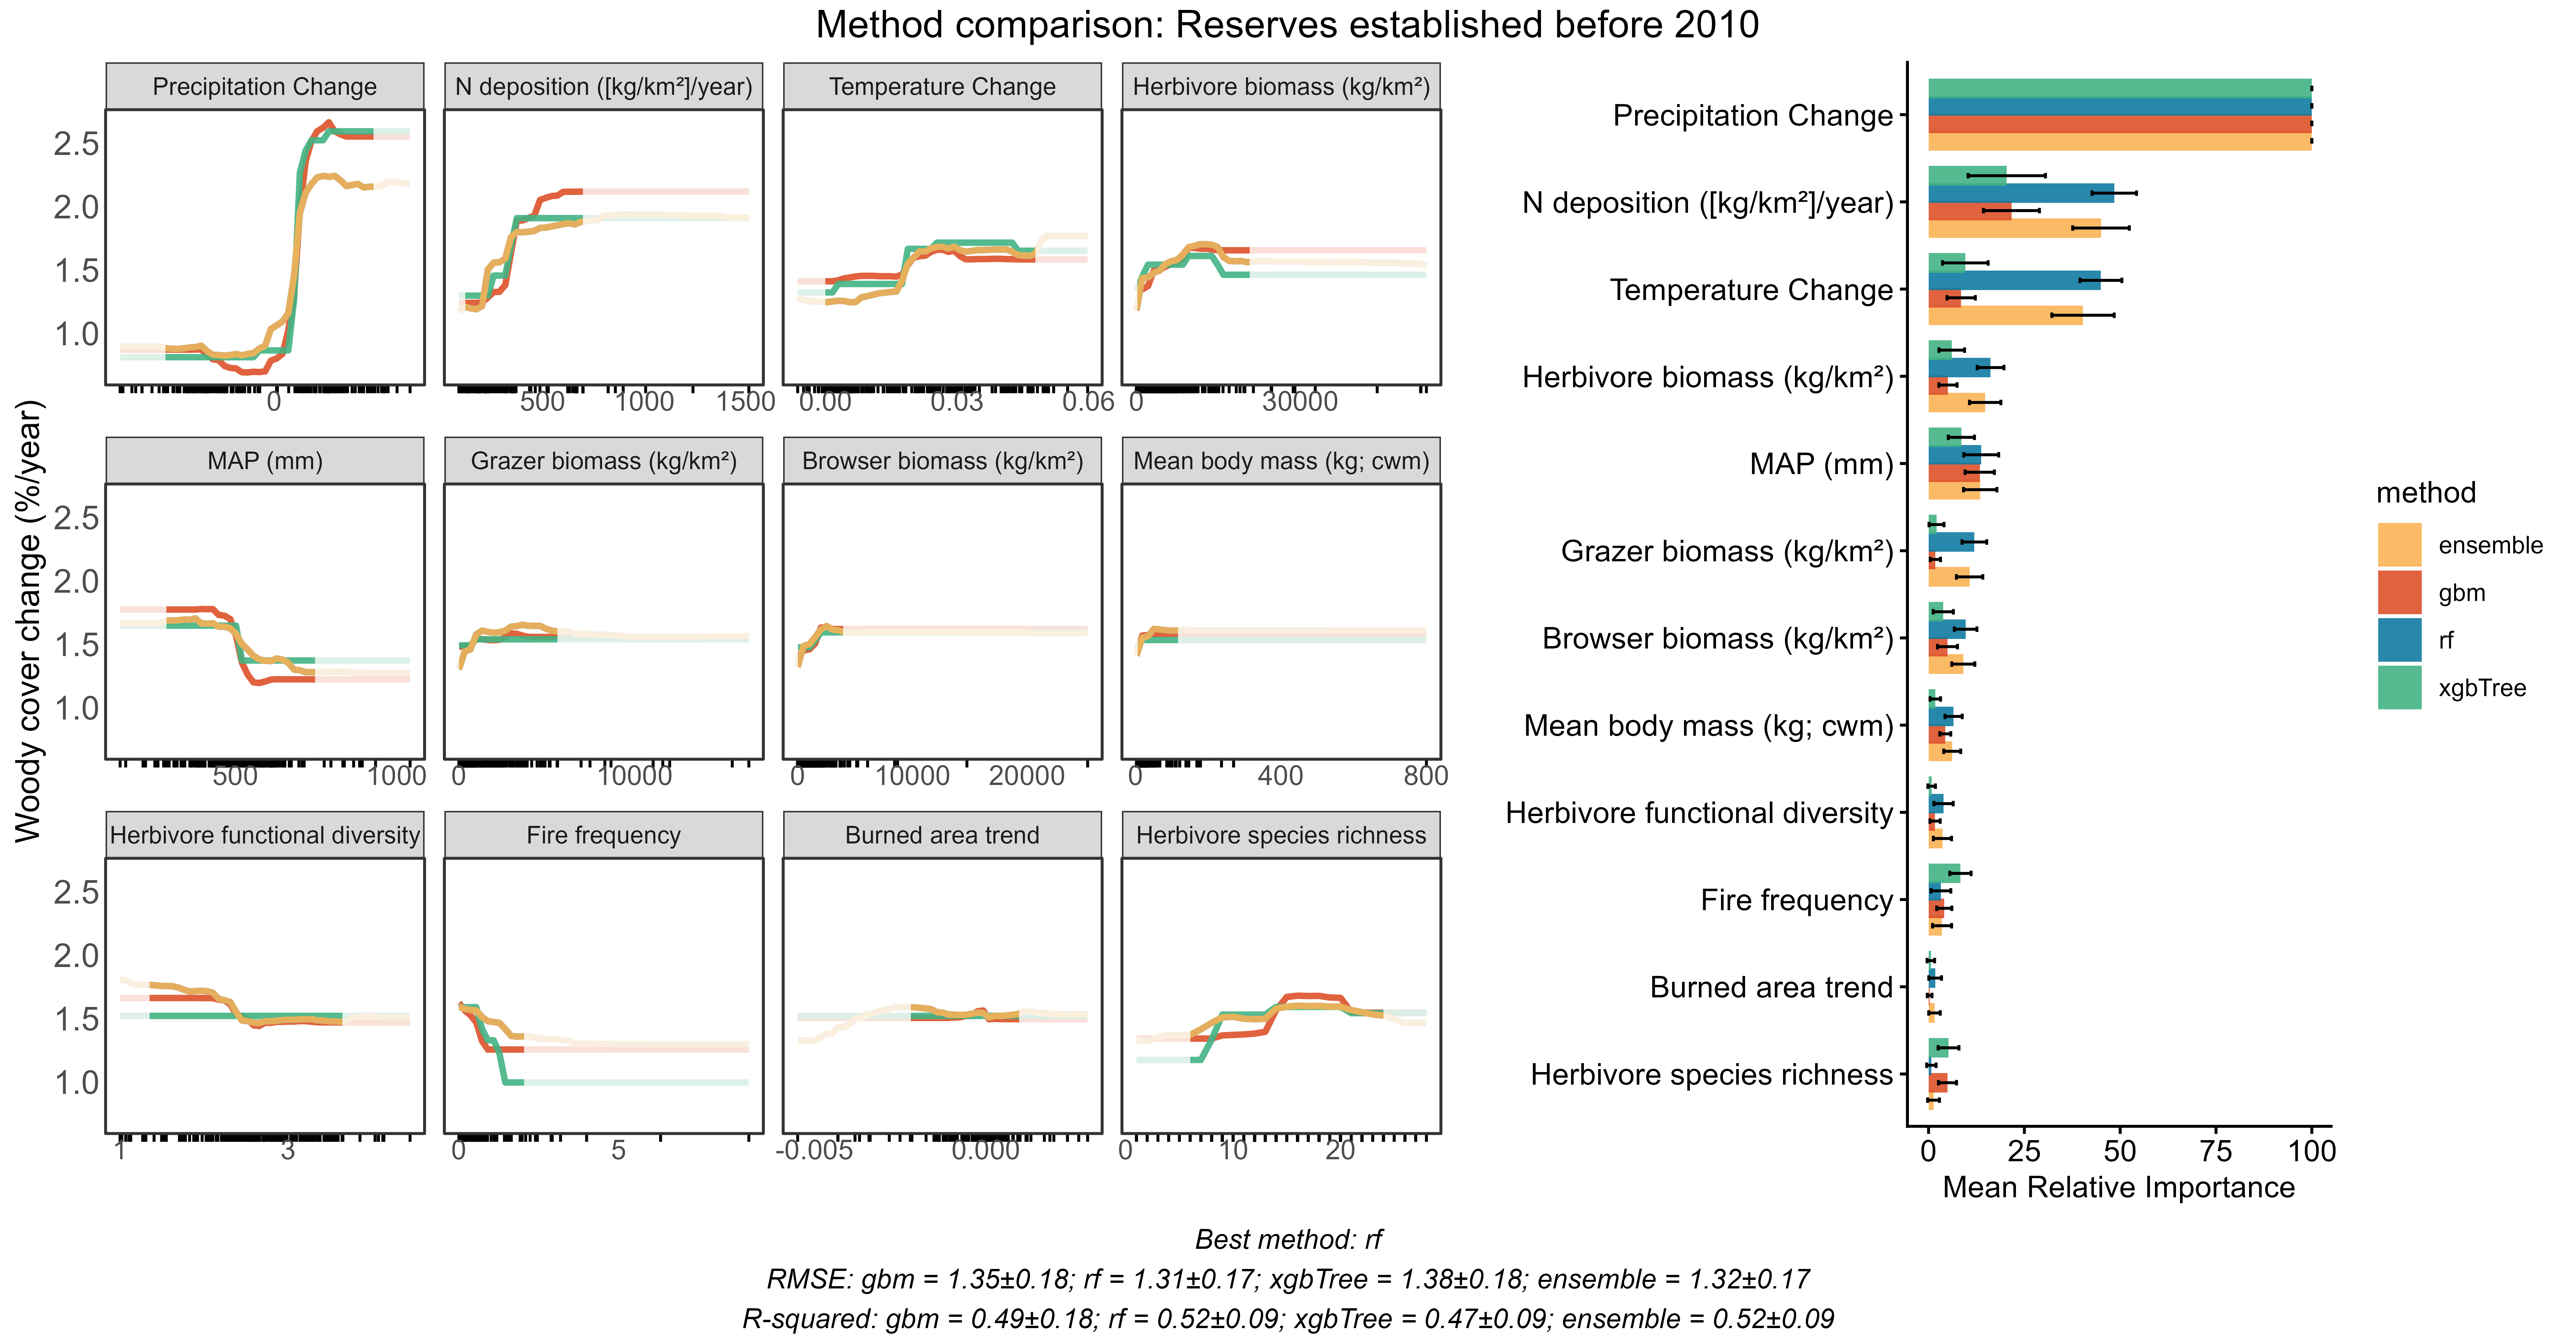 Method comparison: Reserves established before 2010
Woody cover change (%/year)
Precipitation Change
N deposition ([kg/km²]/year)
Temperature Change
Herbivore biomass (kg/km²)
2.5
2.0
1.5
1.0
0
500 1000 1500
0.00 0.03 0.06
0 30000
MAP (mm)
Grazer biomass (kg/km²)
Browser biomass (kg/km²)
Mean body mass (kg; cwm)
2.5
2.0
1.5
1.0
500 1000
0 10000
0 10000 20000
0 400 800
Herbivore functional diversity
Fire frequency
Burned area trend
Herbivore species richness
2.5
2.0
1.5
1.0
1 3
0 5
-0.005 0.000
0 10 20
Precipitation Change
N deposition ([kg/km²]/year)
Temperature Change
Herbivore biomass (kg/km²)
MAP (mm)
Grazer biomass (kg/km²)
Browser biomass (kg/km²)
Mean body mass (kg; cwm)
Herbivore functional diversity
Fire frequency
Burned area trend
Herbivore species richness
0 25 50 75 100
Mean Relative Importance
method
ensemble
gbm
rf
xgbTree
Best method: rf
RMSE: gbm = 1.35±0.18; rf = 1.31±0.17; xgbTree = 1.38±0.18; ensemble = 1.32±0.17
R-squared: gbm = 0.49±0.18; rf = 0.52±0.09; xgbTree = 0.47±0.09; ensemble = 0.52±0.09